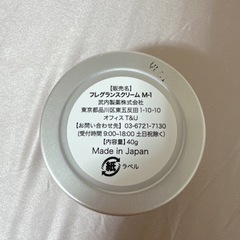 【販売名】
フレグランスクリーム M-1
武内製薬株式会社
東京都品川区東五反田1-10-10
オフィスT&U
【お問い合わせ先】03-6721-7130
(受付時間 9:00~18:00 土日祝除く)
【内容量】40g
Made in Japan
紙 ラベル